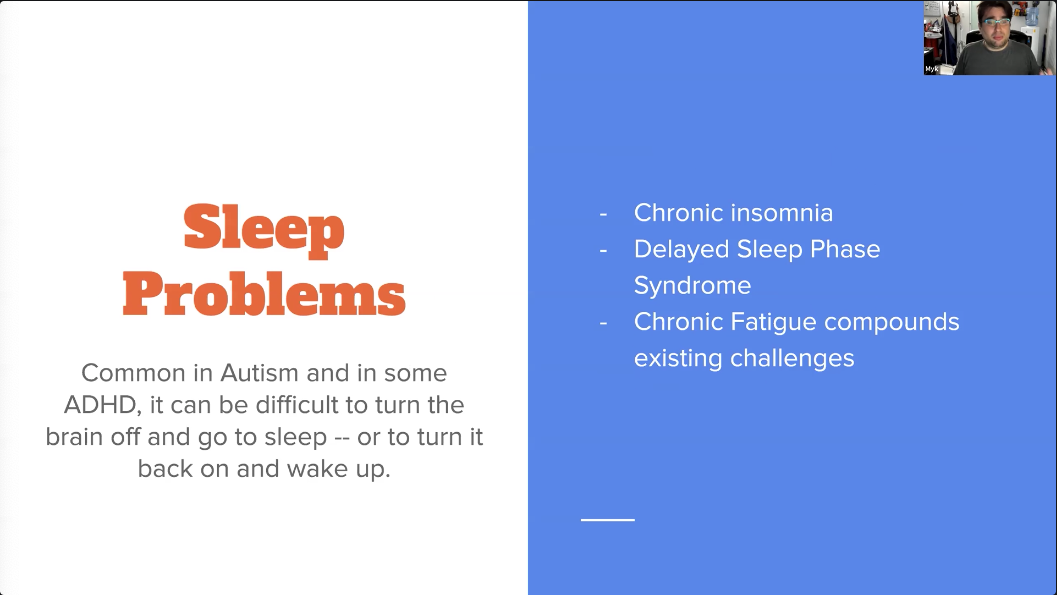 Sleep
Problems
Common in Autism and in some
ADHD, it can be difficult to turn the
brain off and go to sleep -- or to turn it
back on and wake up.
- Chronic insomnia
- Delayed Sleep Phase
Syndrome
- Chronic Fatigue compounds
existing challenges